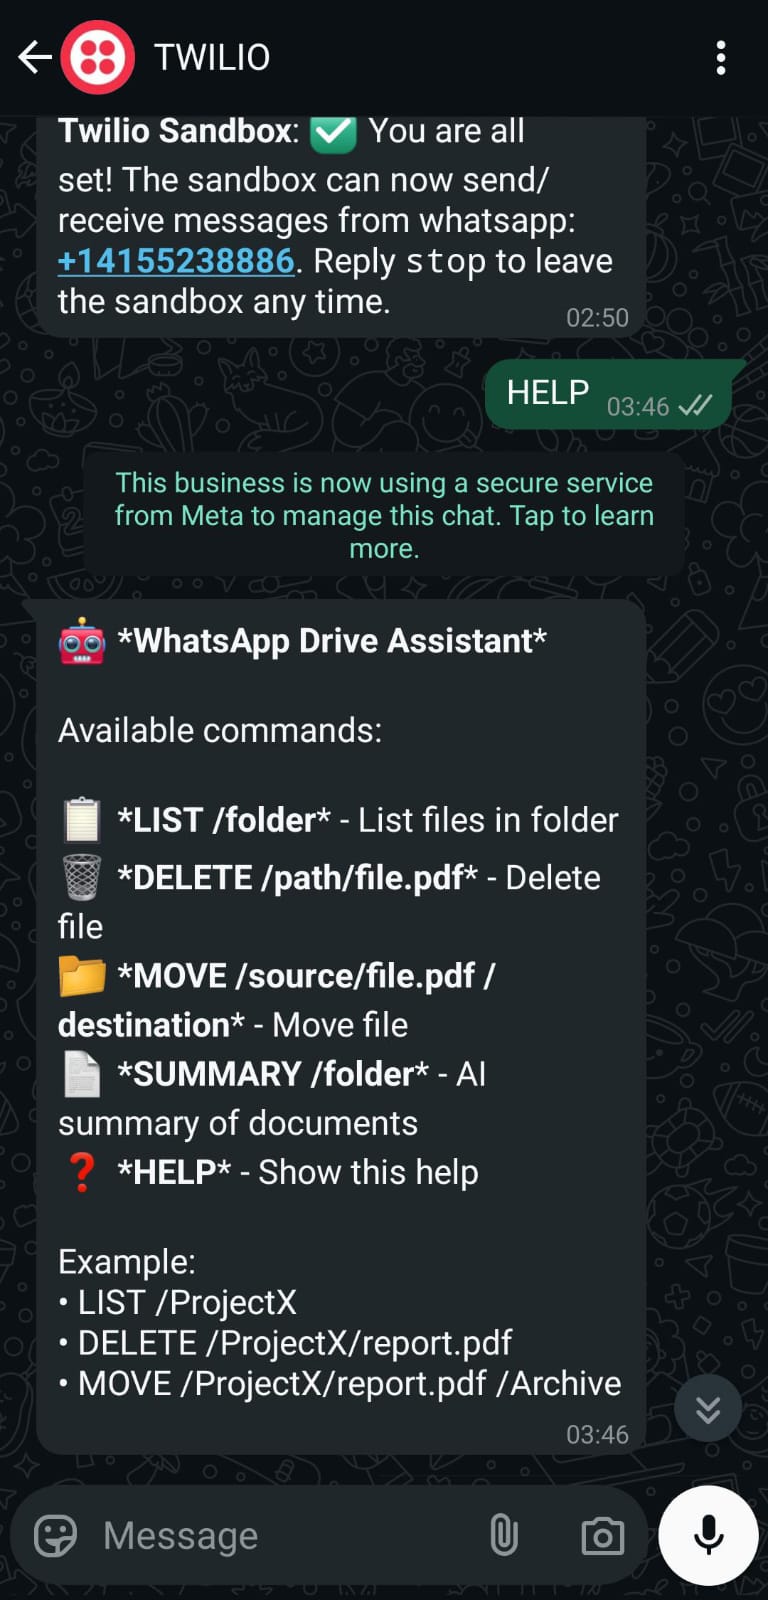 TWILIO
Twilio Sandbox: ✅ You are all
set! The sandbox can now send/
receive messages from whatsapp:
+14155238886. Reply stop to leave
the sandbox any time.
02:50
HELP 03:46
This business is now using a secure service
from Meta to manage this chat. Tap to learn
more.
🤖 *WhatsApp Drive Assistant*
Available commands:
📋 *LIST /folder* - List files in folder
🗑️ *DELETE /path/file.pdf* - Delete
file
📁 *MOVE /source/file.pdf /
destination* - Move file
📄 *SUMMARY /folder* - AI
summary of documents
❓ *HELP* - Show this help
Example:
• LIST /ProjectX
• DELETE /ProjectX/report.pdf
• MOVE /ProjectX/report.pdf /Archive
03:46
Message